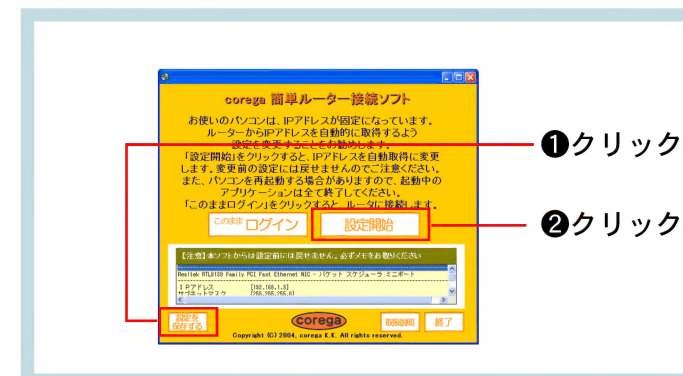 corega 簡単ルーター接続ソフト
お使いのパソコンは、IPアドレスが固定になっています。
ルーターからIPアドレスを自動的に取得するよう
設定を変更することをお勧めします。
「設定開始」をクリックすると、IPアドレスを自動取得に変更
します。変更前の設定には戻せませんのでご注意ください。
また、パソコンを再起動する場合がありますので、起動中の
アプリケーションは全て終了してください。
「このままログイン」をクリックすると、ルータに接続します。
❶クリック
このまま ログイン
設定開始
❷クリック
【注意】本ソフトからは設定前には戻せません。必ずメモをお取りください
Realtek RTL8139 Family PCI Fast Ethernet NIC - パケット スケジューラ ミニポート
IPアドレス [192.168.1.3]
サブネットマスク [255.255.255.0]
設定を
保存する
corega
取扱説明
終了
Copyright (C) 2004, corega K.K. All rights reserved.